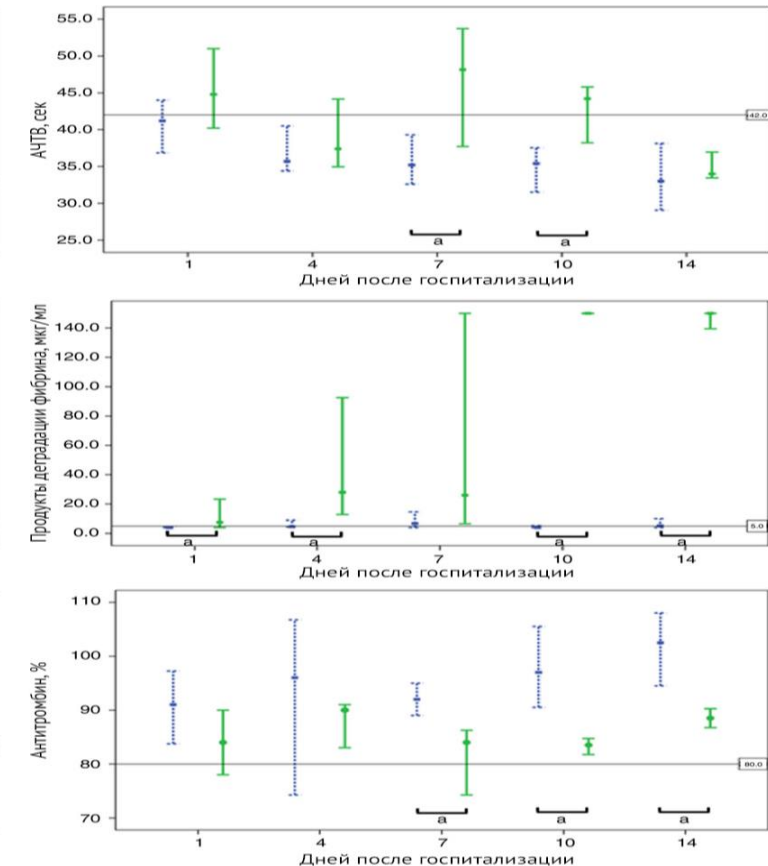 АЧТВ, сек
55.0
50.0
45.0
40.0
35.0
30.0
25.0
42.0
a
a
1
4
7
10
14
Дней после госпитализации
Продукты деградации фибрина, мкг/мл
140.0
120.0
100.0
80.0
60.0
40.0
20.0
0.0
5.0
a
a
a
a
1
4
7
10
14
Дней после госпитализации
Антитромбин, %
110
100
90
80
70
80.0
a
a
a
1
4
7
10
14
Дней после госпитализации